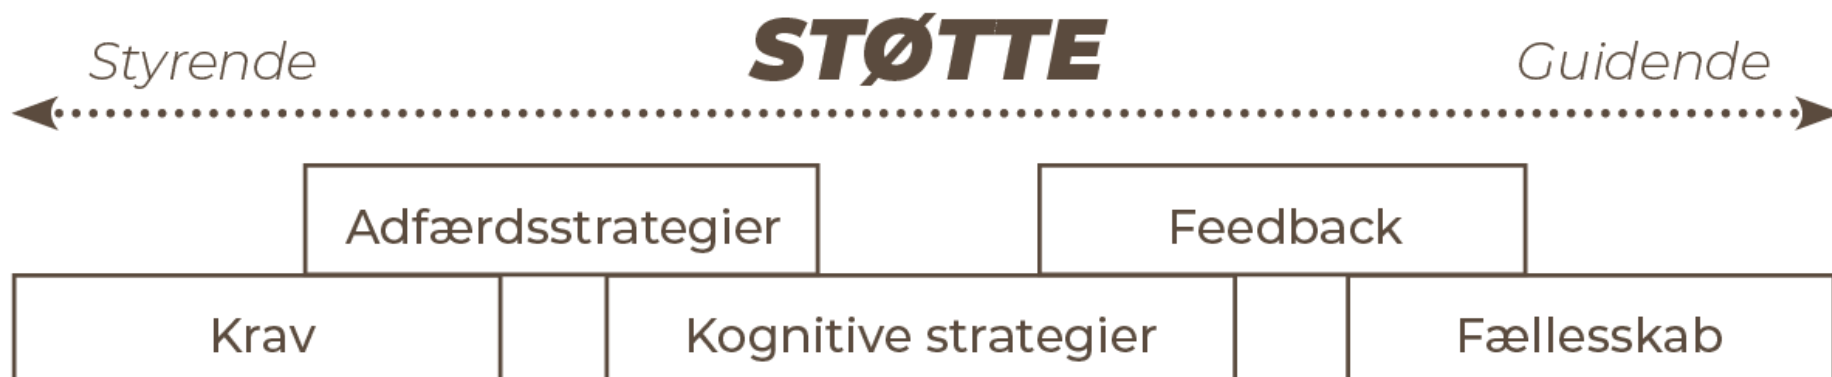 STØTTE
Styrende
Guidende
Adfærdsstrategier
Feedback
Krav
Kognitive strategier
Fællesskab